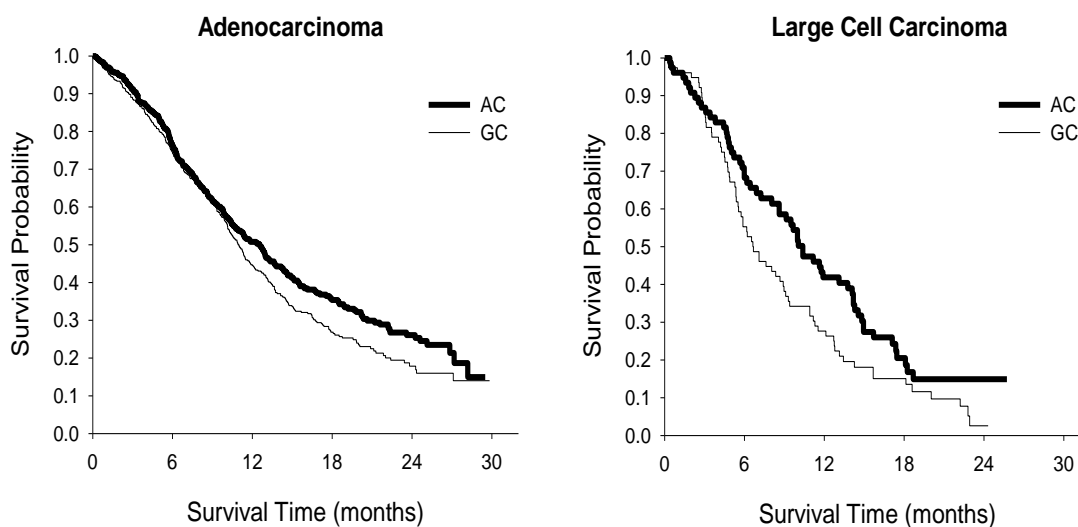 Adenocarcinoma
1.0
0.9
0.8
0.7
0.6
0.5
0.4
0.3
0.2
0.1
0.0
Survival Probability
AC
GC
0 6 12 18 24 30
Survival Time (months)
Large Cell Carcinoma
1.0
0.9
0.8
0.7
0.6
0.5
0.4
0.3
0.2
0.1
0.0
Survival Probability
AC
GC
0 6 12 18 24 30
Survival Time (months)